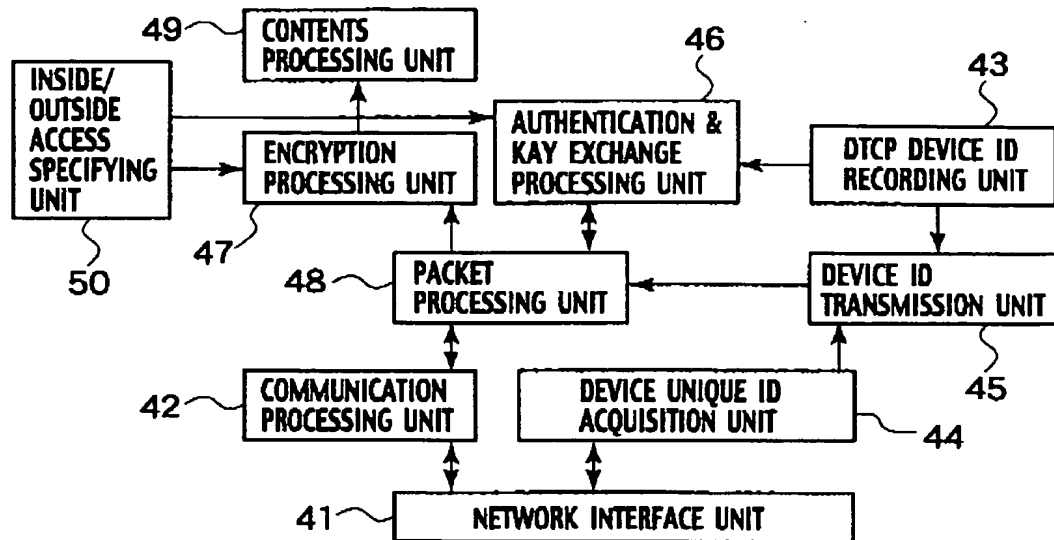 49
CONTENTS
PROCESSING UNIT
46
43
INSIDE/
OUTSIDE
ACCESS
SPECIFYING
UNIT
50
ENCRYPTION
PROCESSING UNIT
47
AUTHENTICATION &
KAY EXCHANGE
PROCESSING UNIT
DTCP DEVICE ID
RECORDING UNIT
48
PACKET
PROCESSING UNIT
DEVICE ID
TRANSMISSION UNIT
45
42
COMMUNICATION
PROCESSING UNIT
DEVICE UNIQUE ID
ACQUISITION UNIT
44
41
NETWORK INTERFACE UNIT